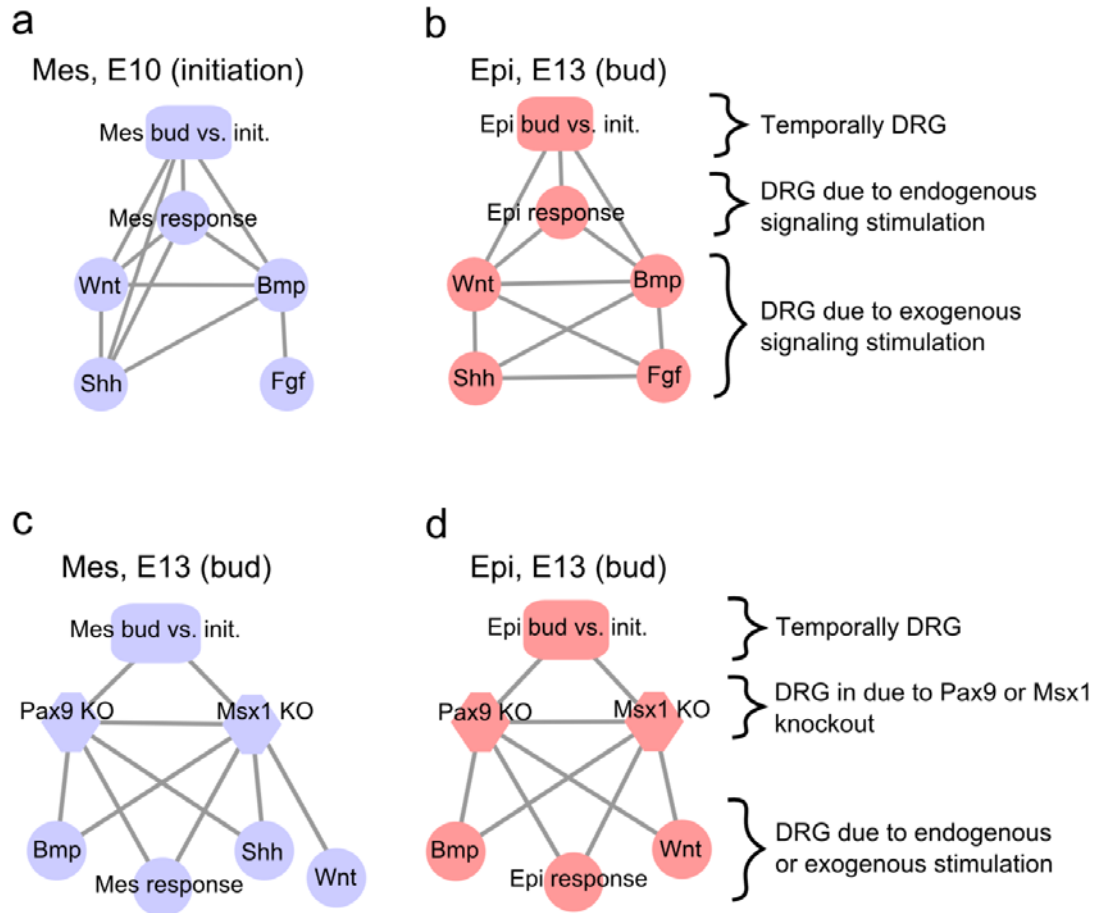 a
Mes, E10 (initiation)
Mes bud vs. init.
Mes response
Wnt
Bmp
Shh
Fgf
b
Epi, E13 (bud)
Epi bud vs. init.
Epi response
Wnt
Bmp
Shh
Fgf
Temporally DRG
DRG due to endogenous
signaling stimulation
DRG due to exogenous
signaling stimulation
c
Mes, E13 (bud)
Mes bud vs. init.
Pax9 KO
Msx1 KO
Bmp
Mes response
Shh
Wnt
d
Epi, E13 (bud)
Epi bud vs. init.
Pax9 KO
Msx1 KO
Bmp
Epi response
Wnt
Temporally DRG
DRG in due to Pax9 or Msx1
knockout
DRG due to endogenous
or exogenous stimulation